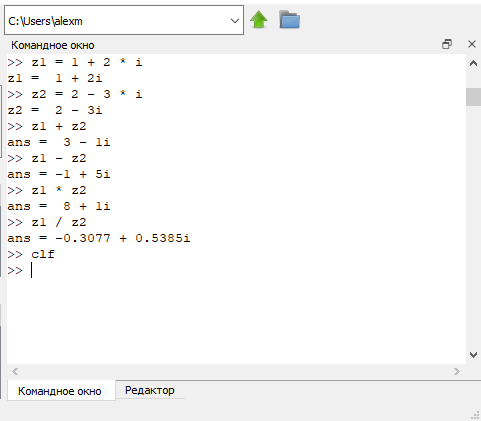 C:\Users\alexm
Командное окно
>> z1 = 1 + 2 * i
z1 =  1 + 2i
>> z2 = 2 - 3 * i
z2 =  2 - 3i
>> z1 + z2
ans =  3 - 1i
>> z1 - z2
ans = -1 + 5i
>> z1 * z2
ans =  8 + 1i
>> z1 / z2
ans = -0.3077 + 0.5385i
>> clf
>>
Командное окно Редактор